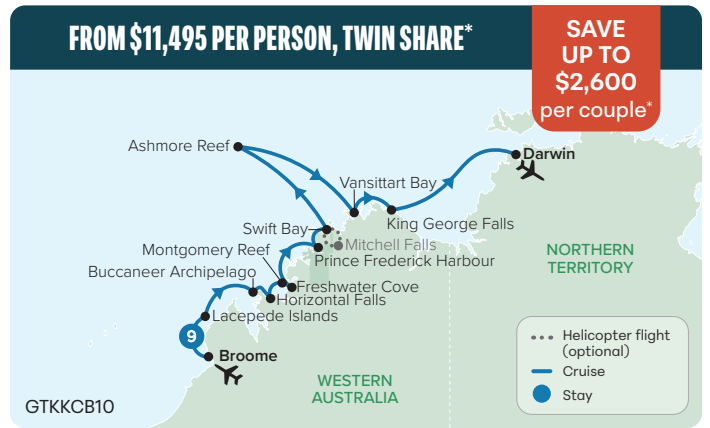 FROM $11,495 PER PERSON, TWIN SHARE*
SAVE
UP TO
$2,600
per couple*
Ashmore Reef
Darwin
Vansittart Bay
King George Falls
Swift Bay
Mitchell Falls
Montgomery Reef
Prince Frederick Harbour
NORTHERN
TERRITORY
Buccaneer Archipelago
Freshwater Cove
Horizontal Falls
Lacepede Islands
9
Broome
Helicopter flight
(optional)
Cruise
Stay
WESTERN
AUSTRALIA
GTKKCB10